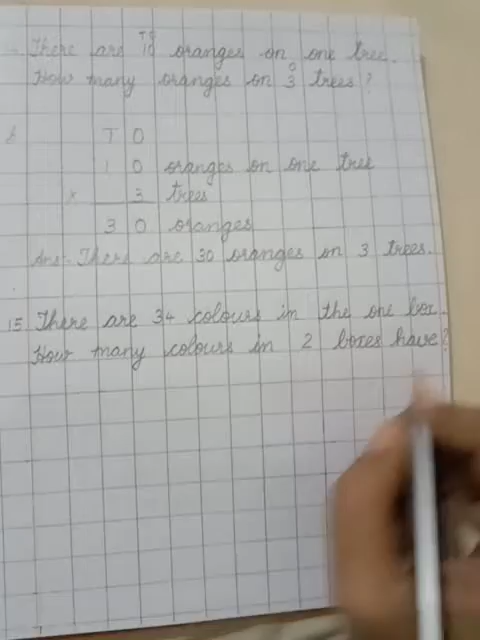 There are 10 oranges on one tree.
How many oranges on 3 trees?
T O
1 0 oranges on one tree
x 3 trees
3 0 oranges
Ans- There are 30 oranges on 3 trees.
15. There are 34 colours in the one box.
How many colours in 2 boxes have?